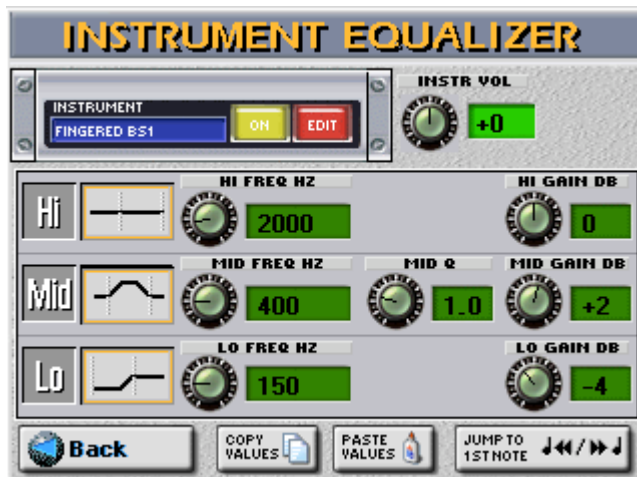 INSTRUMENT EQUALIZER
INSTR VOL
INSTRUMENT
FINGERED BS1
ON
EDIT
+0
HI FREQ HZ
HI GAIN DB
Hi
2000
0
MID FREQ HZ
MID Q
MID GAIN DB
Mid
400
1.0
+2
LO FREQ HZ
LO GAIN DB
Lo
150
-4
Back
COPY
VALUES
PASTE
VALUES
JUMP TO
1ST NOTE